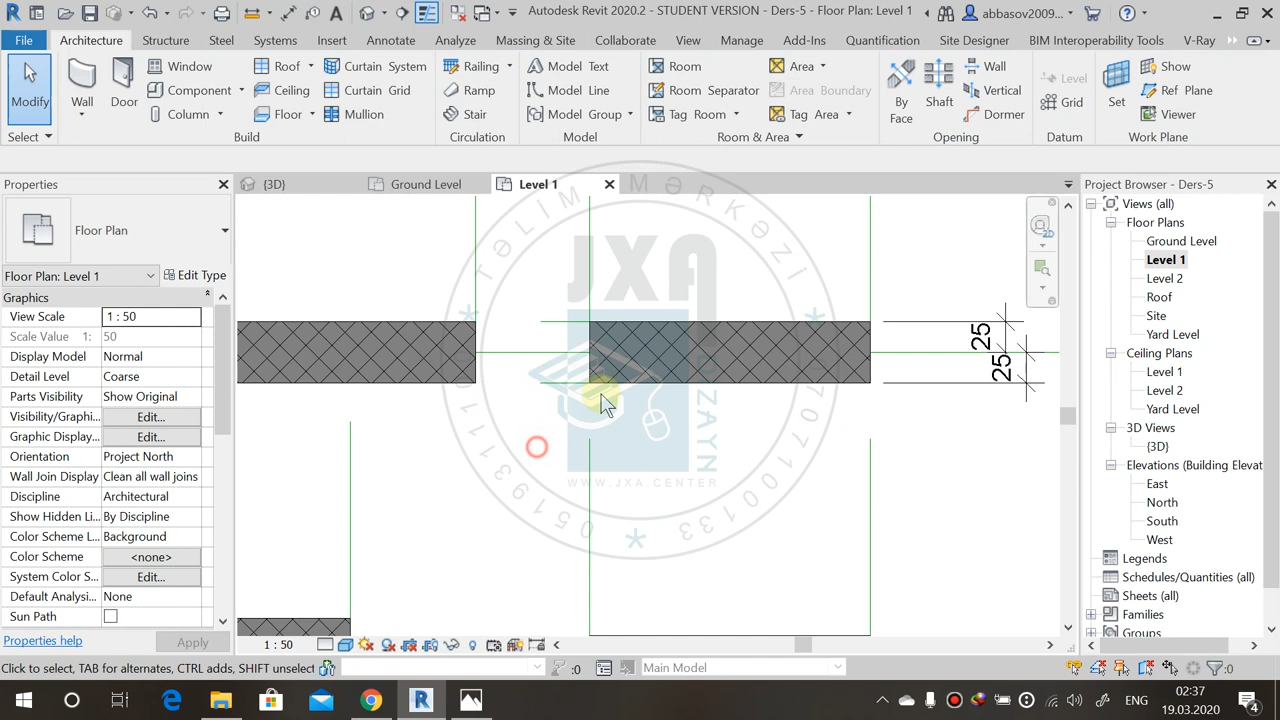 Autodesk Revit 2020.2 - STUDENT VERSION - Ders-5 - Floor Plan: Level 1
abbasov2009...
File Architecture Structure Steel Systems Insert Annotate Analyze Massing & Site Collaborate View Manage Add-Ins Quantification Site Designer BIM Interoperability Tools V-Ray
Modify
Select
Wall
Door
Window
Component
Column
Roof
Ceiling
Floor
Curtain System
Curtain Grid
Mullion
Build
Railing
Ramp
Stair
Circulation
Model Text
Model Line
Model Group
Model
Room
Room Separator
Tag Room
Area
Area Boundary
Tag Area
Room & Area
By
Face
Shaft
Wall
Vertical
Dormer
Opening
Level
Grid
Datum
Set
Show
Ref Plane
Viewer
Work Plane
Properties
{3D}
Ground Level
Level 1
Project Browser - Ders-5
Floor Plan
Floor Plan: Level 1
Edit Type
Graphics
View Scale 1 : 50
Scale Value 1: 50
Display Model Normal
Detail Level Coarse
Parts Visibility Show Original
Visibility/Graphi... Edit...
Graphic Display... Edit...
Orientation Project North
Wall Join Display Clean all wall joins
Discipline Architectural
Show Hidden Li... By Discipline
Color Scheme L... Background
Color Scheme <none>
System Color S... Edit...
Default Analysi... None
Sun Path
Properties help
Apply
TƏLİM MƏRKƏZİ
JXA
DIZAYN
WWW.JXA.CENTER
25
25
2D
Views (all)
Floor Plans
Ground Level
Level 1
Level 2
Roof
Site
Yard Level
Ceiling Plans
Level 1
Level 2
Yard Level
3D Views
{3D}
Elevations (Building Elevat
East
North
South
West
Legends
Schedules/Quantities (all)
Sheets (all)
Families
Groups
1 : 50
Click to select, TAB for alternates, CTRL adds, SHIFT unselect
:0
Main Model
:0
ENG
02:37
19.03.2020
4